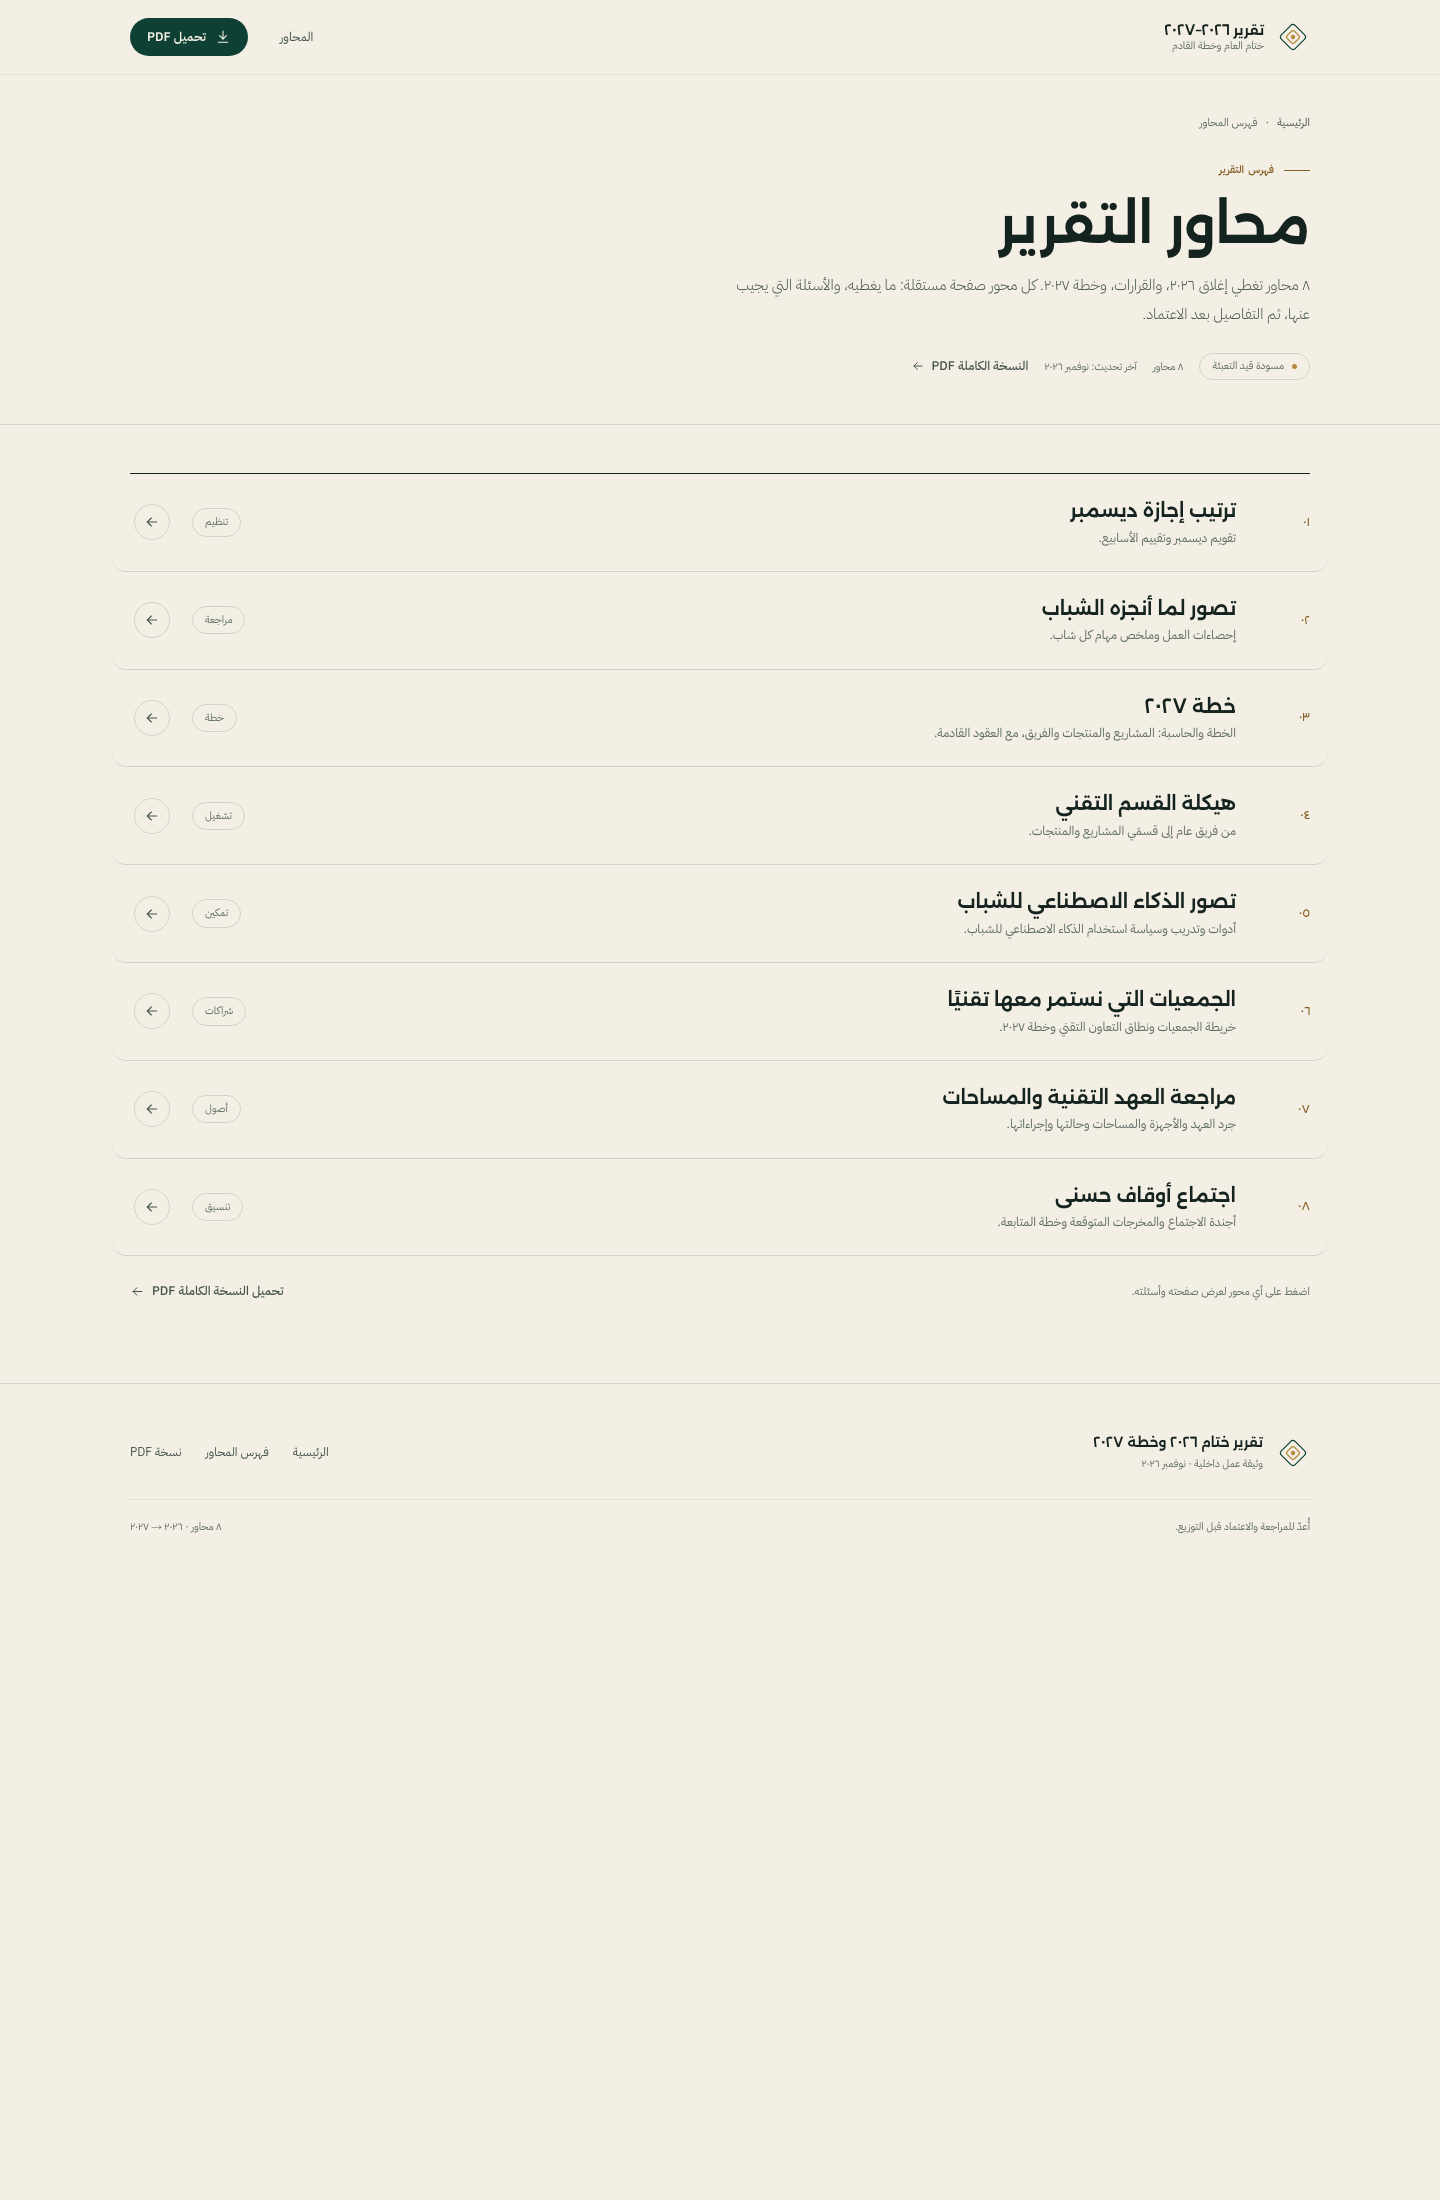 تقرير ٢٠٢٦–٢٠٢٧
ختام العام وخطة القادم
المحاور
تحميل PDF
الرئيسية · فهرس المحاور
فهرس التقرير
محاور التقرير
٨ محاور تغطي إغلاق ٢٠٢٦، والقرارات، وخطة ٢٠٢٧. كل محور صفحة مستقلة: ما يغطيه، والأسئلة التي يجيب
عنها، ثم التفاصيل بعد الاعتماد.
مسودة قيد التعبئة
٨ محاور
آخر تحديث: نوفمبر ٢٠٢٦
النسخة الكاملة PDF ←
٠١
ترتيب إجازة ديسمبر
تقويم ديسمبر وتقييم الأسابيع.
تنظيم
←
٠٢
تصور لما أنجزه الشباب
إحصاءات العمل وملخص مهام كل شاب.
مراجعة
←
٠٣
خطة ٢٠٢٧
الخطة والحاسبة: المشاريع والمنتجات والفريق، مع العقود القادمة.
خطة
←
٠٤
هيكلة القسم التقني
من فريق عام إلى قسمَي المشاريع والمنتجات.
تشغيل
←
٠٥
تصور الذكاء الاصطناعي للشباب
أدوات وتدريب وسياسة استخدام الذكاء الاصطناعي للشباب.
تمكين
←
٠٦
الجمعيات التي نستمر معها تقنيًا
خريطة الجمعيات ونطاق التعاون التقني وخطة ٢٠٢٧.
شراكات
←
٠٧
مراجعة العهد التقنية والمساحات
جرد العهد والأجهزة والمساحات وحالتها وإجراءاتها.
أصول
←
٠٨
اجتماع أوقاف حسنى
أجندة الاجتماع والمخرجات المتوقعة وخطة المتابعة.
تنسيق
←
اضغط على أي محور لعرض صفحته وأسئلته.
تحميل النسخة الكاملة PDF ←
تقرير ختام ٢٠٢٦ وخطة ٢٠٢٧
وثيقة عمل داخلية · نوفمبر ٢٠٢٦
الرئيسية
فهرس المحاور
نسخة PDF
أُعدّ للمراجعة والاعتماد قبل التوزيع.
٨ محاور · ٢٠٢٦ → ٢٠٢٧